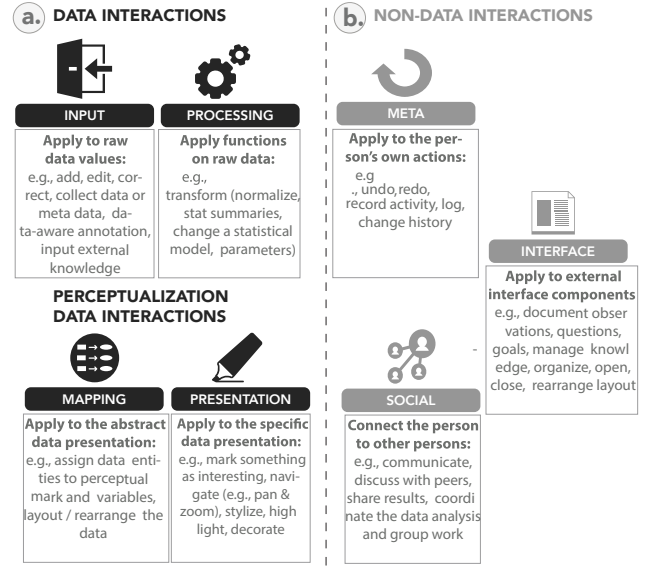 a. DATA INTERACTIONS
INPUT
Apply to raw
data values:
e.g., add, edit, cor-
rect, collect data or
meta data, da-
ta-aware annotation,
input external
knowledge
PROCESSING
Apply functions
on raw data:
e.g.,
transform (normalize,
stat summaries,
change a statistical
model, parameters)
PERCEPTUALIZATION
DATA INTERACTIONS
MAPPING
Apply to the abstract
data presentation:
e.g., assign data enti-
ties to perceptual
mark and variables,
layout / rearrange the
data
PRESENTATION
Apply to the specific
data presentation:
e.g., mark something
as interesting, navi-
gate (e.g., pan &
zoom), stylize, high
light, decorate
b. NON-DATA INTERACTIONS
META
Apply to the per-
son's own actions:
e.g
., undo,redo,
record activity, log,
change history
INTERFACE
Apply to external
interface components
e.g., document obser
vations, questions,
goals, manage knowl
edge, organize, open,
close, rearrange layout
-
SOCIAL
Connect the person
to other persons:
e.g., communicate,
discuss with peers,
share results, coordi
nate the data analysis
and group work